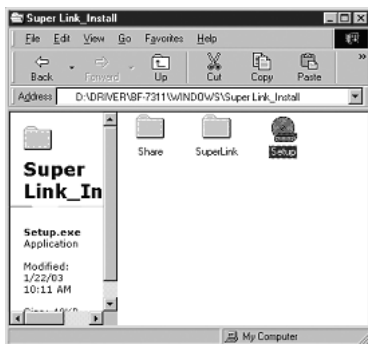 Super Link_Install
File Edit View Go Favorites Help
Back Forward Up Cut Copy Paste »
Address D:\DRIVER\BF-7311\WINDOWS\Super Link_Install
Super
Link_In
Setup.exe
Application
Modified:
1/22/03
10:11 AM
Share SuperLink Setup
My Computer